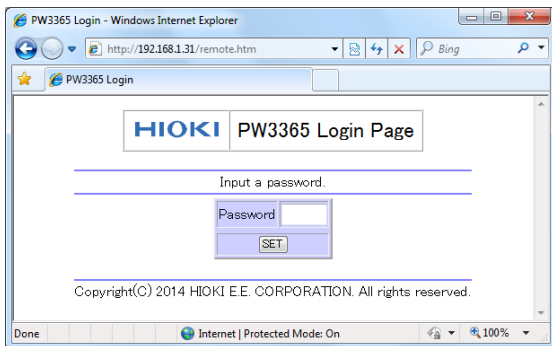 PW3365 Login - Windows Internet Explorer
http://192.168.1.31/remote.htm
Bing
PW3365 Login
HIOKI PW3365 Login Page
Input a password.
Password
SET
Copyright(C) 2014 HIOKI E.E. CORPORATION. All rights reserved.
Done
Internet | Protected Mode: On
100%